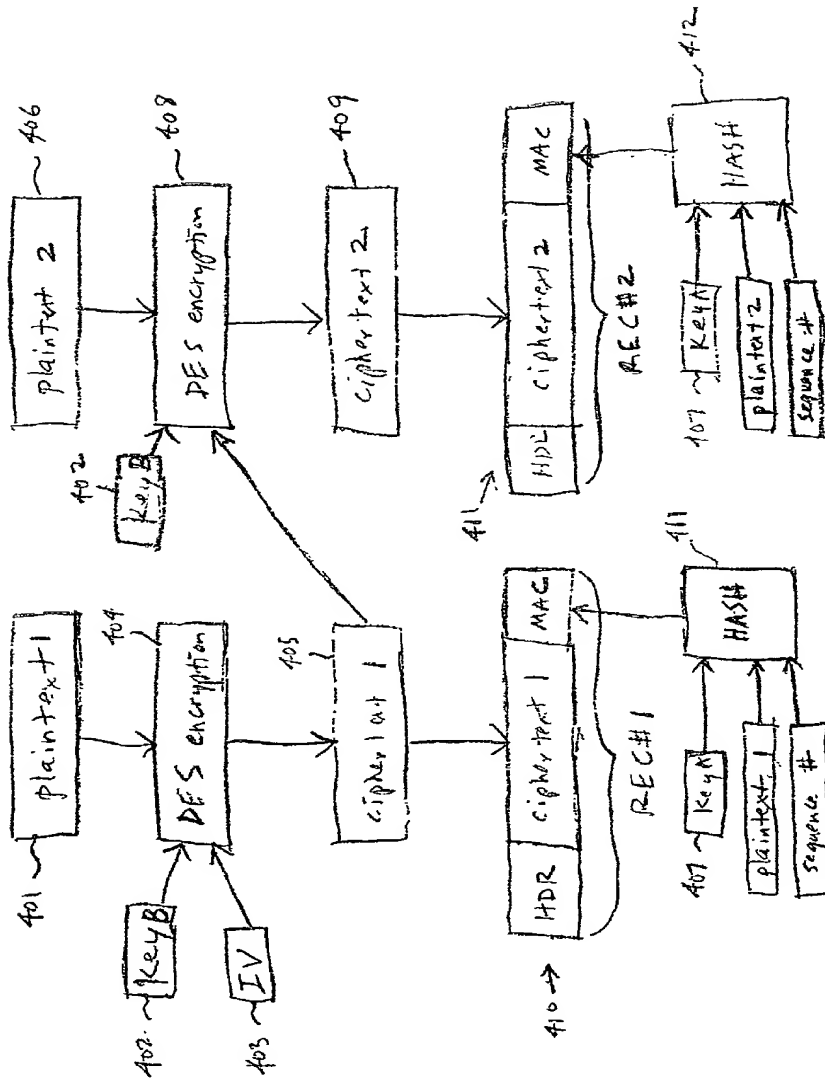 401
plaintext 1
402
Key B
403
IV
404
DES encryption
405
ciphertext 1
410
HDR
ciphertext 1
MAC
REC#1
407
Key A
plaintext 1
sequence #
HASH
411
406
plaintext 2
402
Key B
408
DES encryption
409
ciphertext 2
411
HDL
ciphertext 2
MAC
REC#2
407
Key A
plaintext 2
sequence #
HASH
412